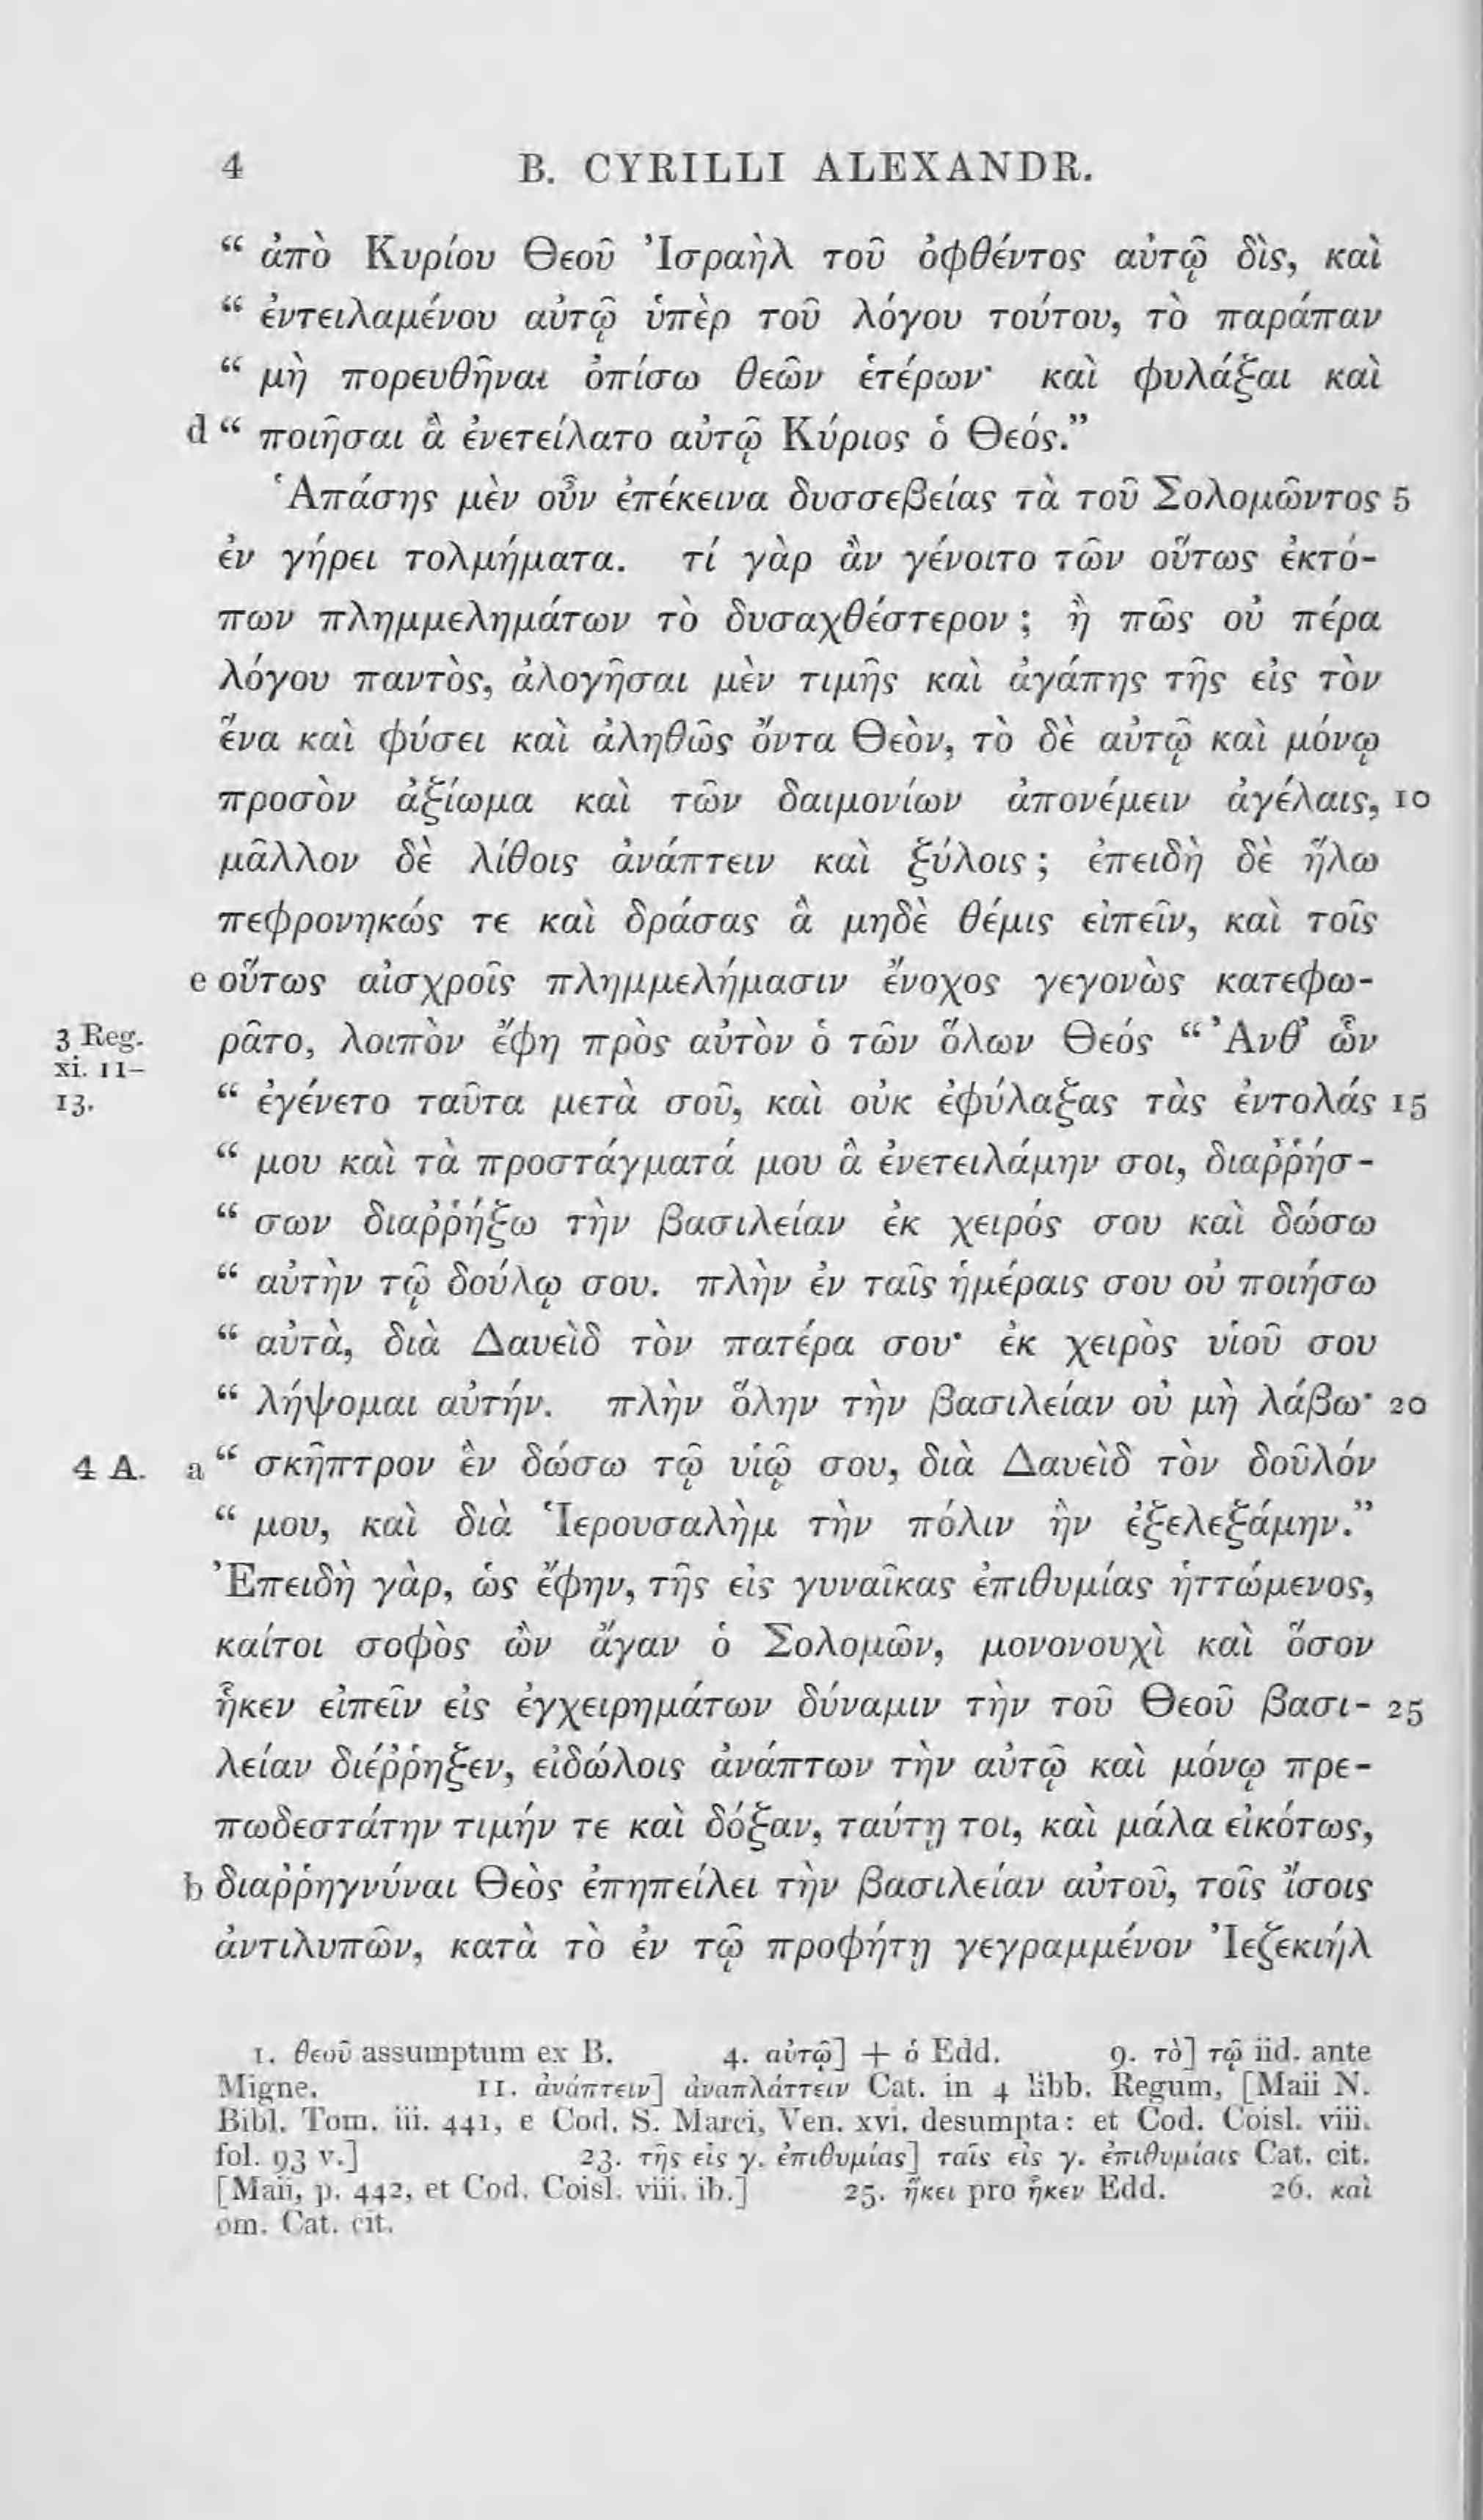 4 B. CYRILLI ALEXANDR.
“ ἀπὸ Κυρίου Θεοῦ Ἰσραὴλ τοῦ ὀφθέντος αὐτῷ δὶς, καὶ
“ ἐντειλαμένου αὐτῷ ὑπὲρ τοῦ λόγου τούτου, τὸ παράπαν
“ μὴ πορευθῆναι ὀπίσω θεῶν ἑτέρων· καὶ φυλάξαι καὶ
d “ ποιῆσαι ἃ ἐνετείλατο αὐτῷ Κύριος ὁ Θεός.”
Ἁπάσης μὲν οὖν ἐπέκεινα δυσσεβείας τὰ τοῦ Σολομῶντος 5
ἐν γήρει τολμήματα. τί γὰρ ἂν γένοιτο τῶν οὕτως ἐκτό-
πων πλημμελημάτων τὸ δυσαχθέστερον ; ἢ πῶς οὐ πέρα
λόγου παντὸς, ἀλογῆσαι μὲν τιμῆς καὶ ἀγάπης τῆς εἰς τὸν
ἕνα καὶ φύσει καὶ ἀληθῶς ὄντα Θεὸν, τὸ δὲ αὐτῷ καὶ μόνῳ
προσὸν ἀξίωμα καὶ τῶν δαιμονίων ἀπονέμειν ἀγέλαις, 10
μᾶλλον δὲ λίθοις ἀνάπτειν καὶ ξύλοις ; ἐπειδὴ δὲ ἥλω
πεφρονηκώς τε καὶ δράσας ἃ μηδὲ θέμις εἰπεῖν, καὶ τοῖς
e οὕτως αἰσχροῖς πλημμελήμασιν ἔνοχος γεγονὼς κατεφω-
3 Reg. xi. 11–13. ρᾶτο, λοιπὸν ἔφη πρὸς αὐτὸν ὁ τῶν ὅλων Θεός “ Ἀνθ’ ὧν
“ ἐγένετο ταῦτα μετὰ σοῦ, καὶ οὐκ ἐφύλαξας τὰς ἐντολάς 15
“ μου καὶ τὰ προστάγματά μου ἃ ἐνετειλάμην σοι, διαῤῥήσ-
“ σων διαῤῥήξω τὴν βασιλείαν ἐκ χειρός σου καὶ δώσω
“ αὐτὴν τῷ δούλῳ σου. πλὴν ἐν ταῖς ἡμέραις σου οὐ ποιήσω
“ αὐτὰ, διὰ Δαυεὶδ τὸν πατέρα σου· ἐκ χειρὸς υἱοῦ σου
“ λήψομαι αὐτήν. πλὴν ὅλην τὴν βασιλείαν οὐ μὴ λάβω· 20
4 A. a “ σκῆπτρον ἓν δώσω τῷ υἱῷ σου, διὰ Δαυεὶδ τὸν δοῦλόν
“ μου, καὶ διὰ Ἱερουσαλὴμ τὴν πόλιν ἣν ἐξελεξάμην.”
Ἐπειδὴ γὰρ, ὡς ἔφην, τῆς εἰς γυναῖκας ἐπιθυμίας ἡττώμενος,
καίτοι σοφὸς ὢν ἄγαν ὁ Σολομῶν, μονονουχὶ καὶ ὅσον
ἧκεν εἰπεῖν εἰς ἐγχειρημάτων δύναμιν τὴν τοῦ Θεοῦ βασι- 25
λείαν διέῤῥηξεν, εἰδώλοις ἀνάπτων τὴν αὐτῷ καὶ μόνῳ πρε-
πωδεστάτην τιμήν τε καὶ δόξαν, ταύτῃ τοι, καὶ μάλα εἰκότως,
b διαῤῥηγνύναι Θεὸς ἐπηπείλει τὴν βασιλείαν αὐτοῦ, τοῖς ἴσοις
ἀντιλυπῶν, κατὰ τὸ ἐν τῷ προφήτῃ γεγραμμένον Ἰεζεκιήλ
1. θεοῦ assumptum ex B. 4. αὐτῷ] + ὁ Edd. 9. τὸ] τῷ iid. ante
Migne. 11. ἀνάπτειν] ἀναπλάττειν Cat. in 4 libb. Regum, [Maii N.
Bibl. Tom. iii. 441, e Cod. S. Marci, Ven. xvi. desumpta: et Cod. Coisl. viii.
fol. 93 v.] 23. τῆς εἰς γ. ἐπιθυμίας] ταῖς εἰς γ. ἐπιθυμίαις Cat. cit.
[Maii, p. 442, et Cod. Coisl. viii. ib.] 25. ἥκει pro ἧκεν Edd. 26. καὶ
om. Cat. cit.